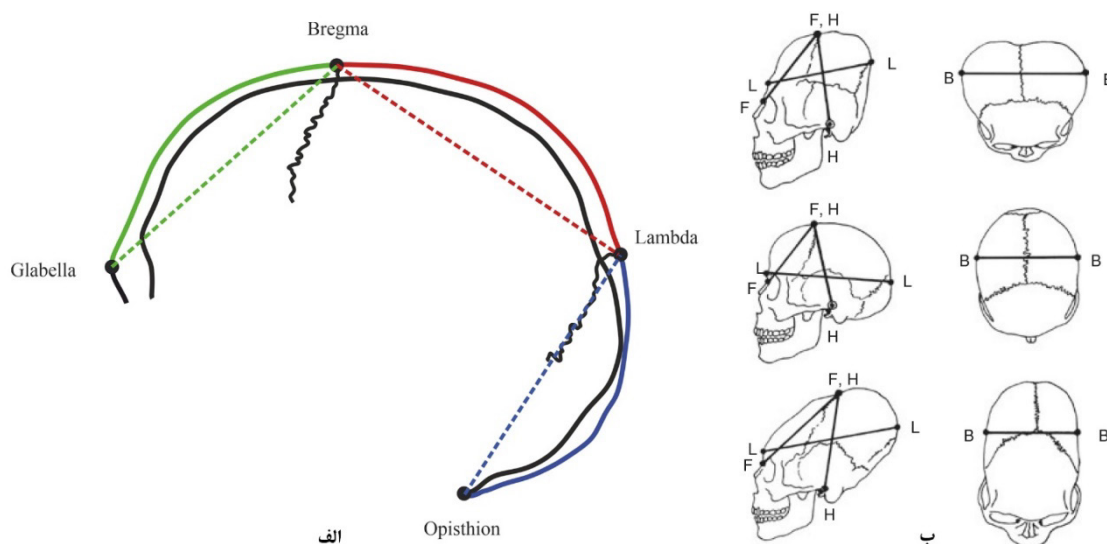 Bregma
Glabella
Lambda
Opisthion
الف
F, H
L
L
F
H
B
B
F, H
L
L
F
H
B
B
F, H
L
L
F
H
B
B
ب